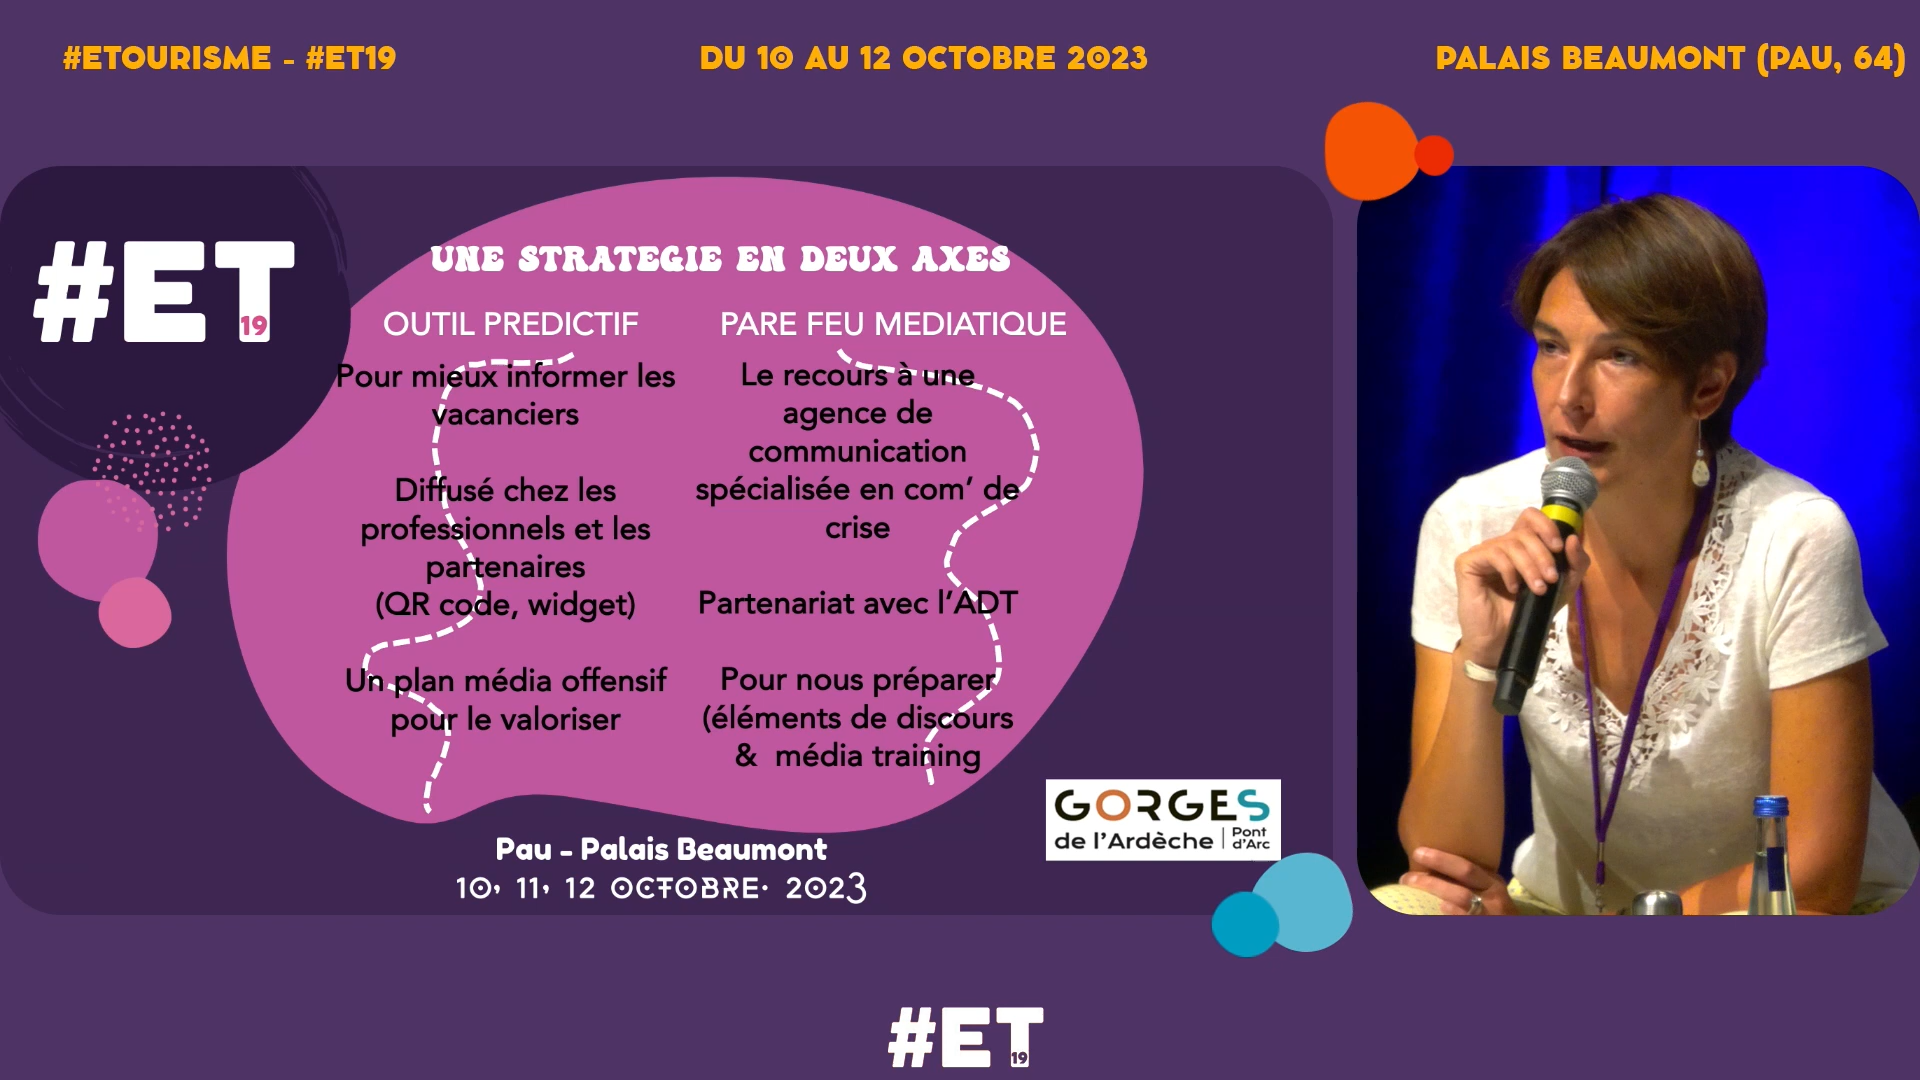 #ETOURISME - #ET19
DU 10 AU 12 OCTOBRE 2023
PALAIS BEAUMONT (PAU, 64)
#ET
19
UNE STRATEGIE EN DEUX AXES
OUTIL PREDICTIF
Pour mieux informer les
vacanciers
Diffusé chez les
professionnels et les
partenaires
(QR code, widget)
Un plan média offensif
pour le valoriser
PARE FEU MEDIATIQUE
Le recours à une
agence de
communication
spécialisée en com’ de
crise
Partenariat avec l’ADT
Pour nous préparer
(éléments de discours
& média training
GORGES
de l’Ardèche | Pont
d’Arc
Pau - Palais Beaumont
10, 11, 12 OCTOBRE. 2023
#ET
19